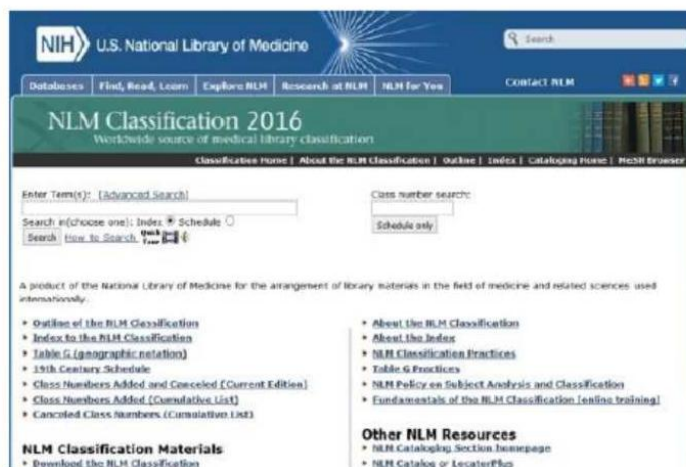 NIH U.S. National Library of Medicine
Search
Databases Find, Read, Learn Explore NLM Research at NLM NLM for You
Contact NLM
NLM Classification 2016
Worldwide source of medical library classification
Classification Home | About the NLM Classification | Outline | Index | Cataloging Home | MeSH Browser
Enter Term(s): (Advanced Search)
Class number search:
Search in(choose one): Index Schedule
Schedule only
Search How to Search Quick Tour
A product of the National Library of Medicine for the arrangement of library materials in the field of medicine and related sciences used
internationally.
Outline of the NLM Classification
Index to the NLM Classification
Table G (geographic notation)
19th Century Schedule
Class Numbers Added and Canceled (Current Edition)
Class Numbers Added (Cumulative List)
Canceled Class Numbers (Cumulative List)
About the NLM Classification
About the Index
NLM Classification Practices
Table G Practices
NLM Policy on Subject Analysis and Classification
Fundamentals of the NLM Classification [online training]
NLM Classification Materials
Download the NLM Classification
Other NLM Resources
NLM Cataloging Section homepage
NLM Catalog or LocatorPlus